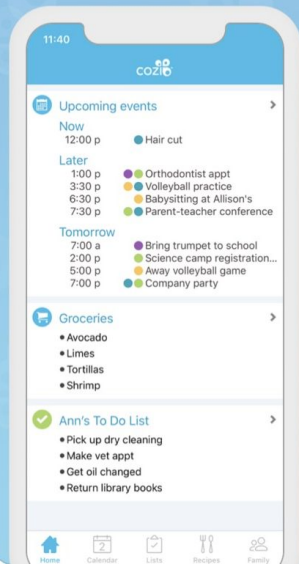 11:40
cozi
Upcoming events
Now
12:00 p Hair cut
Later
1:00 p Orthodontist appt
3:30 p Volleyball practice
6:30 p Babysitting at Allison's
7:30 p Parent-teacher conference
Tomorrow
7:00 a Bring trumpet to school
2:00 p Science camp registration...
5:00 p Away volleyball game
7:00 p Company party
Groceries
• Avocado
• Limes
• Tortillas
• Shrimp
Ann's To Do List
• Pick up dry cleaning
• Make vet appt
• Get oil changed
• Return library books
2
Home Calendar Lists Recipes Family